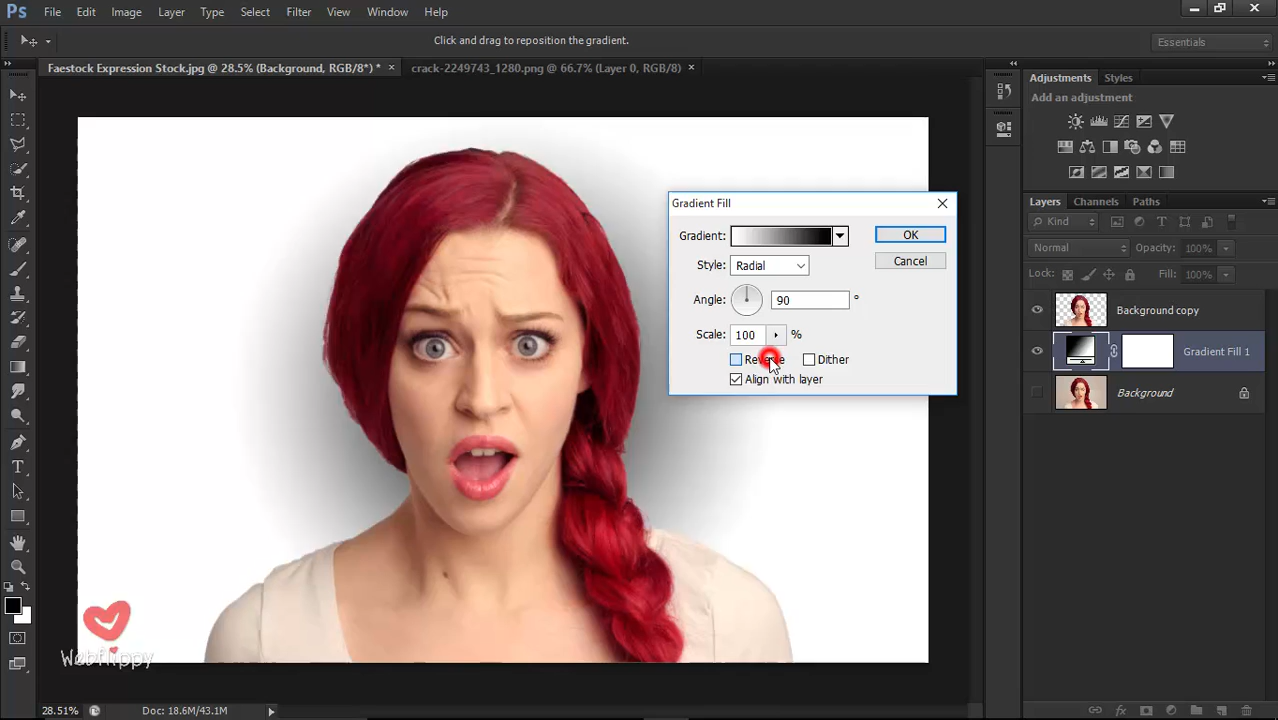 Ps File Edit Image Layer Type Select Filter View Window Help
Click and drag to reposition the gradient.
Essentials
Faestock Expression Stock.jpg @ 28.5% (Background, RGB/8*) * ×
crack-2249743_1280.png @ 66.7% (Layer 0, RGB/8) ×
Adjustments Styles
Add an adjustment
Layers Channels Paths
Kind
Normal Opacity: 100%
Lock: Fill: 100%
Background copy
Gradient Fill 1
Background
Gradient Fill
Gradient: OK
Style: Radial Cancel
Angle: 90 °
Scale: 100 %
Reverse Dither
Align with layer
Webflippy
28.51% Doc: 18.6M/43.1M